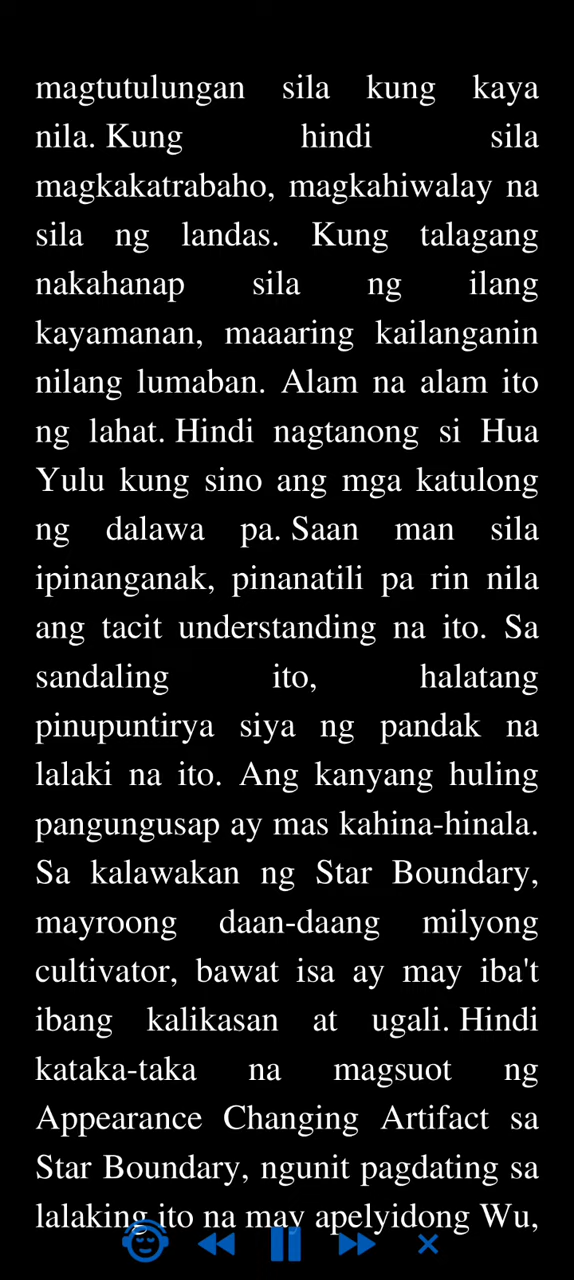 magtutulungan sila kung kaya
nila. Kung hindi sila
magkakatrabaho, magkahiwalay na
sila ng landas. Kung talagang
nakahanap sila ng ilang
kayamanan, maaaring kailanganin
nilang lumaban. Alam na alam ito
ng lahat. Hindi nagtanong si Hua
Yulu kung sino ang mga katulong
ng dalawa pa. Saan man sila
ipinanganak, pinanatili pa rin nila
ang tacit understanding na ito. Sa
sandaling ito, halatang
pinupuntirya siya ng pandak na
lalaki na ito. Ang kanyang huling
pangungusap ay mas kahina-hinala.
Sa kalawakan ng Star Boundary,
mayroong daan-daang milyong
cultivator, bawat isa ay may iba't
ibang kalikasan at ugali. Hindi
kataka-taka na magsuot ng
Appearance Changing Artifact sa
Star Boundary, ngunit pagdating sa
lalaking ito na may apelyidong Wu,